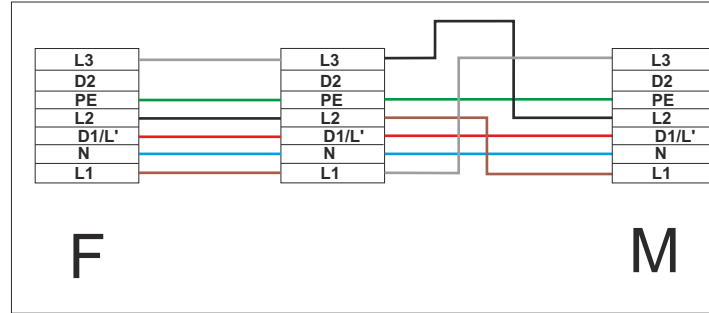 L3 L3 L3
D2 D2 D2
PE PE PE
L2 L2 L2
D1/L' D1/L' D1/L'
N N N
L1 L1 L1
F M